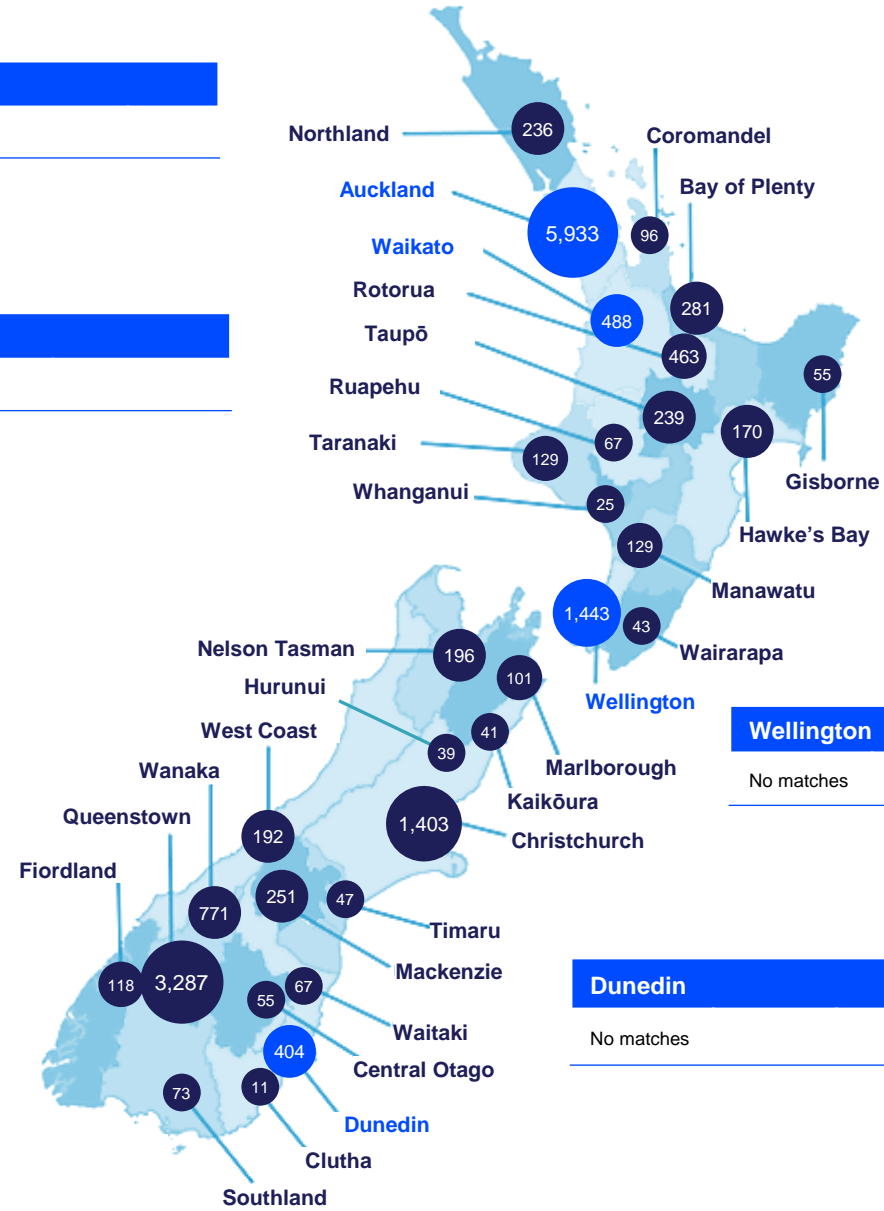 Northland
236
Coromandel
Auckland
Bay of Plenty
5,933
96
Waikato
Rotorua
281
488
Taupō
463
55
Ruapehu
239
170
Taranaki
67
129
Gisborne
Whanganui
25
Hawke's Bay
129
Manawatu
1,443
43
Nelson Tasman
196
Wairarapa
Hurunui
101
Wellington
West Coast
41
Wellington
39
Marlborough
Wanaka
No matches
Kaikōura
Queenstown
1,403
192
Christchurch
Fiordland
251
47
771
Timaru
Mackenzie
118
3,287
67
Dunedin
55
Waitaki
No matches
404
Central Otago
73
11
Dunedin
Clutha
Southland